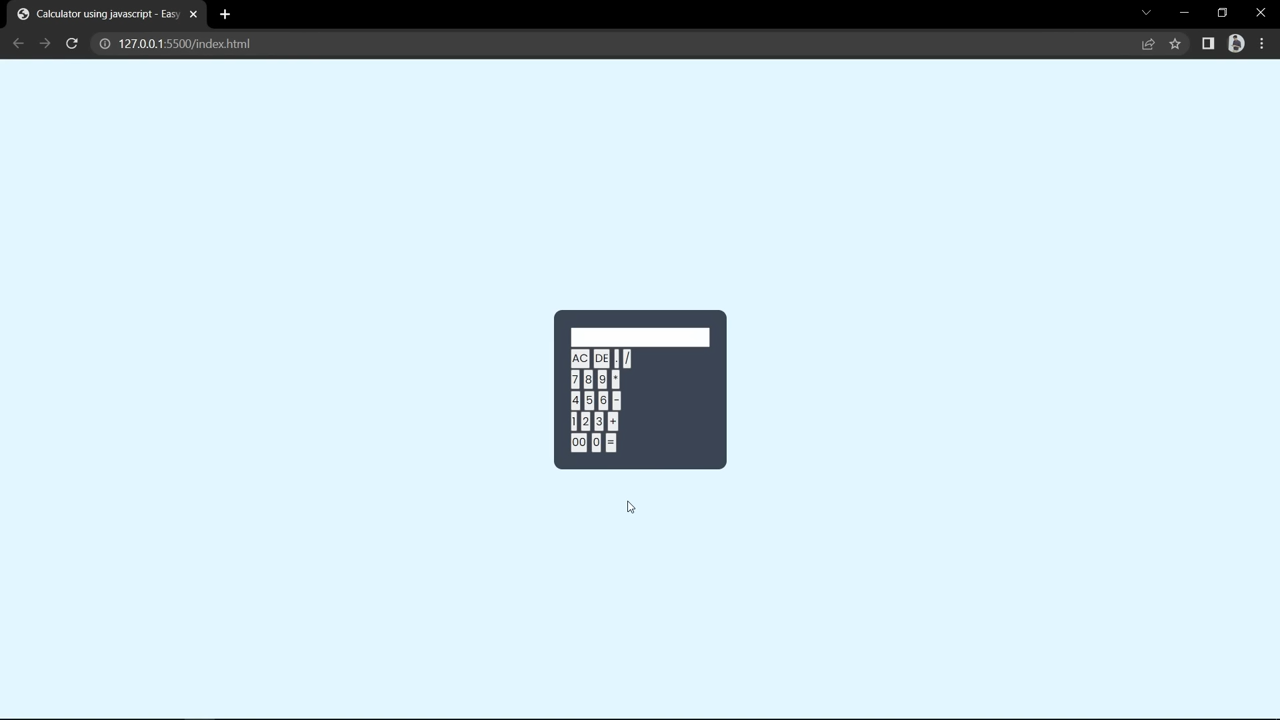 Calculator using javascript - Easy
127.0.0.1:5500/index.html
AC DE . /
7 8 9 *
4 5 6 -
1 2 3 +
00 0 =